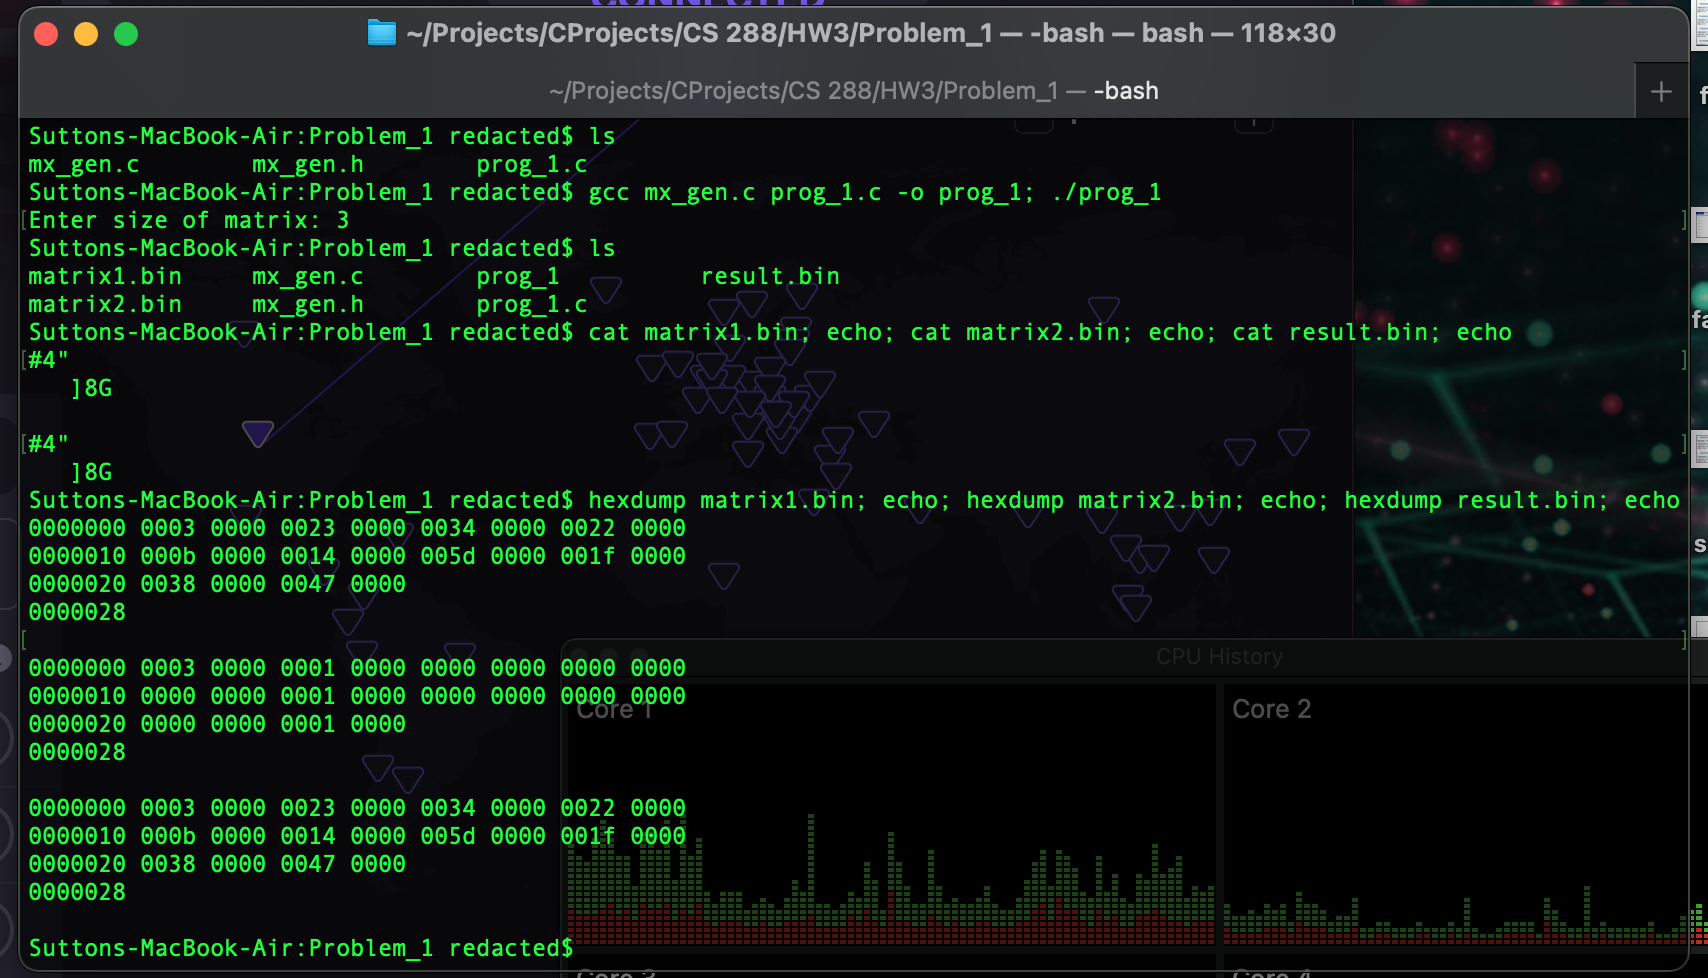 CONNECTED
~/Projects/CProjects/CS 288/HW3/Problem_1 — -bash — bash — 118×30
~/Projects/CProjects/CS 288/HW3/Problem_1 — -bash
Suttons-MacBook-Air:Problem_1 redacted$ ls
mx_gen.c mx_gen.h prog_1.c
Suttons-MacBook-Air:Problem_1 redacted$ gcc mx_gen.c prog_1.c -o prog_1; ./prog_1
[Enter size of matrix: 3 ]
Suttons-MacBook-Air:Problem_1 redacted$ ls
matrix1.bin mx_gen.c prog_1 result.bin
matrix2.bin mx_gen.h prog_1.c
Suttons-MacBook-Air:Problem_1 redacted$ cat matrix1.bin; echo; cat matrix2.bin; echo; cat result.bin; echo
[#4" ]
]8G
[#4" ]
]8G
Suttons-MacBook-Air:Problem_1 redacted$ hexdump matrix1.bin; echo; hexdump matrix2.bin; echo; hexdump result.bin; echo
0000000 0003 0000 0023 0000 0034 0000 0022 0000
0000010 000b 0000 0014 0000 005d 0000 001f 0000
0000020 0038 0000 0047 0000
0000028
[ ]
0000000 0003 0000 0001 0000 0000 0000 0000 0000
0000010 0000 0000 0001 0000 0000 0000 0000 0000
0000020 0000 0000 0001 0000
0000028
0000000 0003 0000 0023 0000 0034 0000 0022 0000
0000010 000b 0000 0014 0000 005d 0000 001f 0000
0000020 0038 0000 0047 0000
0000028
Suttons-MacBook-Air:Problem_1 redacted$
CPU History
Core 1 Core 2
Core 3 Core 4